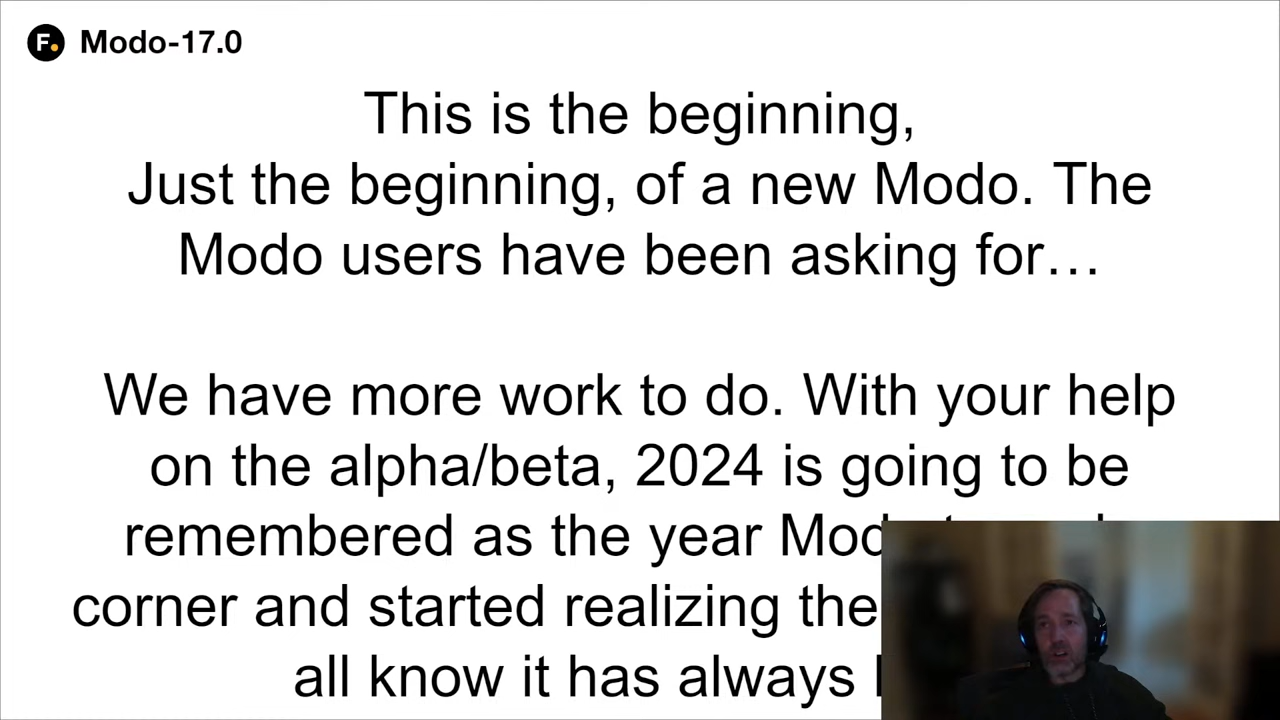 F.
Modo-17.0
This is the beginning,
Just the beginning, of a new Modo. The
Modo users have been asking for…
We have more work to do. With your help
on the alpha/beta, 2024 is going to be
remembered as the year
corner and started realizing the
all know it has always